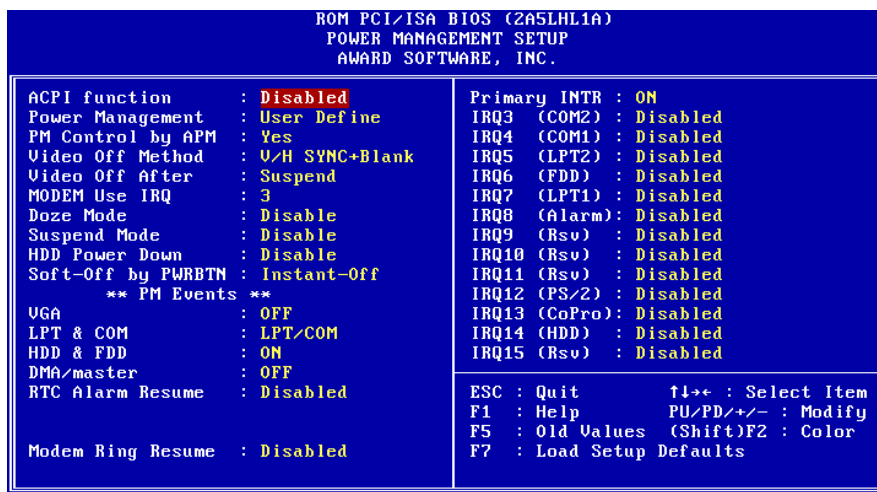 ROM PCI/ISA BIOS (2A5LHL1A)
POWER MANAGEMENT SETUP
AWARD SOFTWARE, INC.
ACPI function : Disabled
Power Management : User Define
PM Control by APM : Yes
Video Off Method : V/H SYNC+Blank
Video Off After : Suspend
MODEM Use IRQ : 3
Doze Mode : Disable
Suspend Mode : Disable
HDD Power Down : Disable
Soft-Off by PWRBTN : Instant-Off
** PM Events **
VGA : OFF
LPT & COM : LPT/COM
HDD & FDD : ON
DMA/master : OFF
RTC Alarm Resume : Disabled
Modem Ring Resume : Disabled
Primary INTR : ON
IRQ3 (COM2) : Disabled
IRQ4 (COM1) : Disabled
IRQ5 (LPT2) : Disabled
IRQ6 (FDD) : Disabled
IRQ7 (LPT1) : Disabled
IRQ8 (Alarm): Disabled
IRQ9 (Rsv) : Disabled
IRQ10 (Rsv) : Disabled
IRQ11 (Rsv) : Disabled
IRQ12 (PS/2) : Disabled
IRQ13 (CoPro): Disabled
IRQ14 (HDD) : Disabled
IRQ15 (Rsv) : Disabled
ESC : Quit ↑↓→← : Select Item
F1 : Help PU/PD/+/- : Modify
F5 : Old Values (Shift)F2 : Color
F7 : Load Setup Defaults